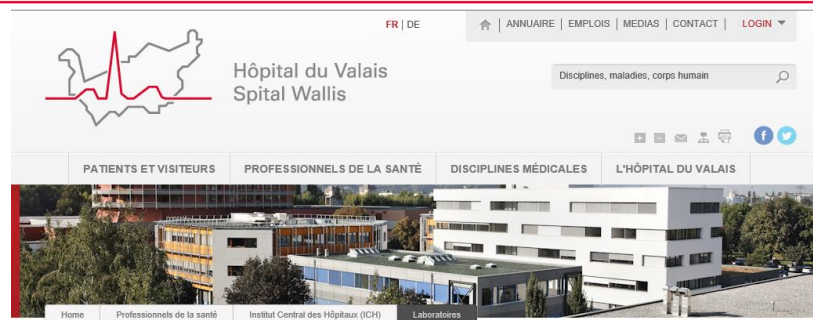 FR | DE
ANNUAIRE | EMPLOIS | MEDIAS | CONTACT | LOGIN
Hôpital du Valais
Spital Wallis
Disciplines, maladies, corps humain
PATIENTS ET VISITEURS
PROFESSIONNELS DE LA SANTÉ
DISCIPLINES MÉDICALES
L'HÔPITAL DU VALAIS
Home
Professionnels de la santé
Institut Central des Hôpitaux (ICH)
Laboratoires